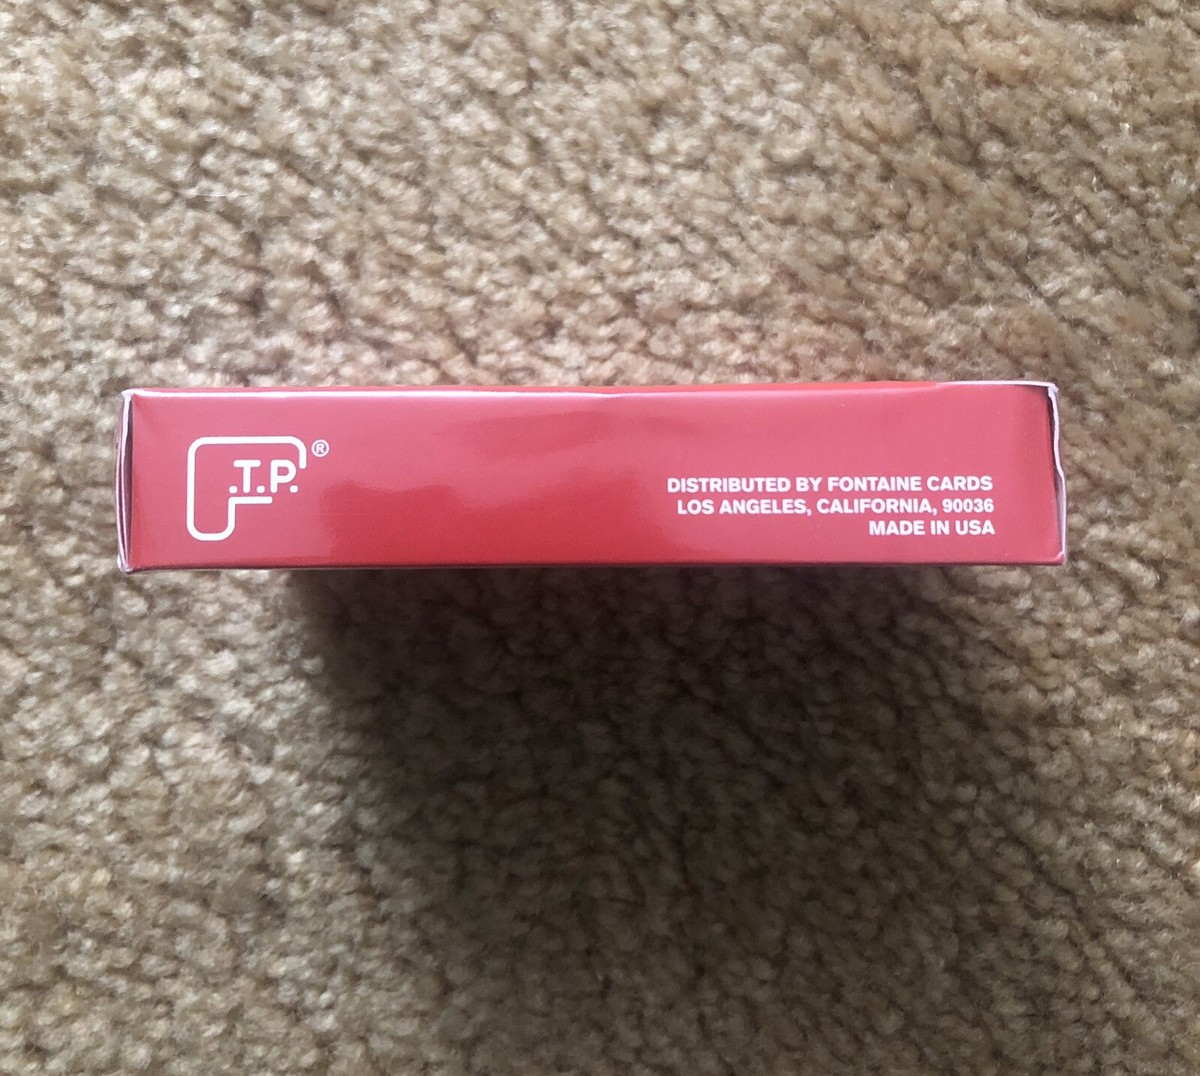 F.T.P.®
DISTRIBUTED BY FONTAINE CARDS
LOS ANGELES, CALIFORNIA, 90036
MADE IN USA